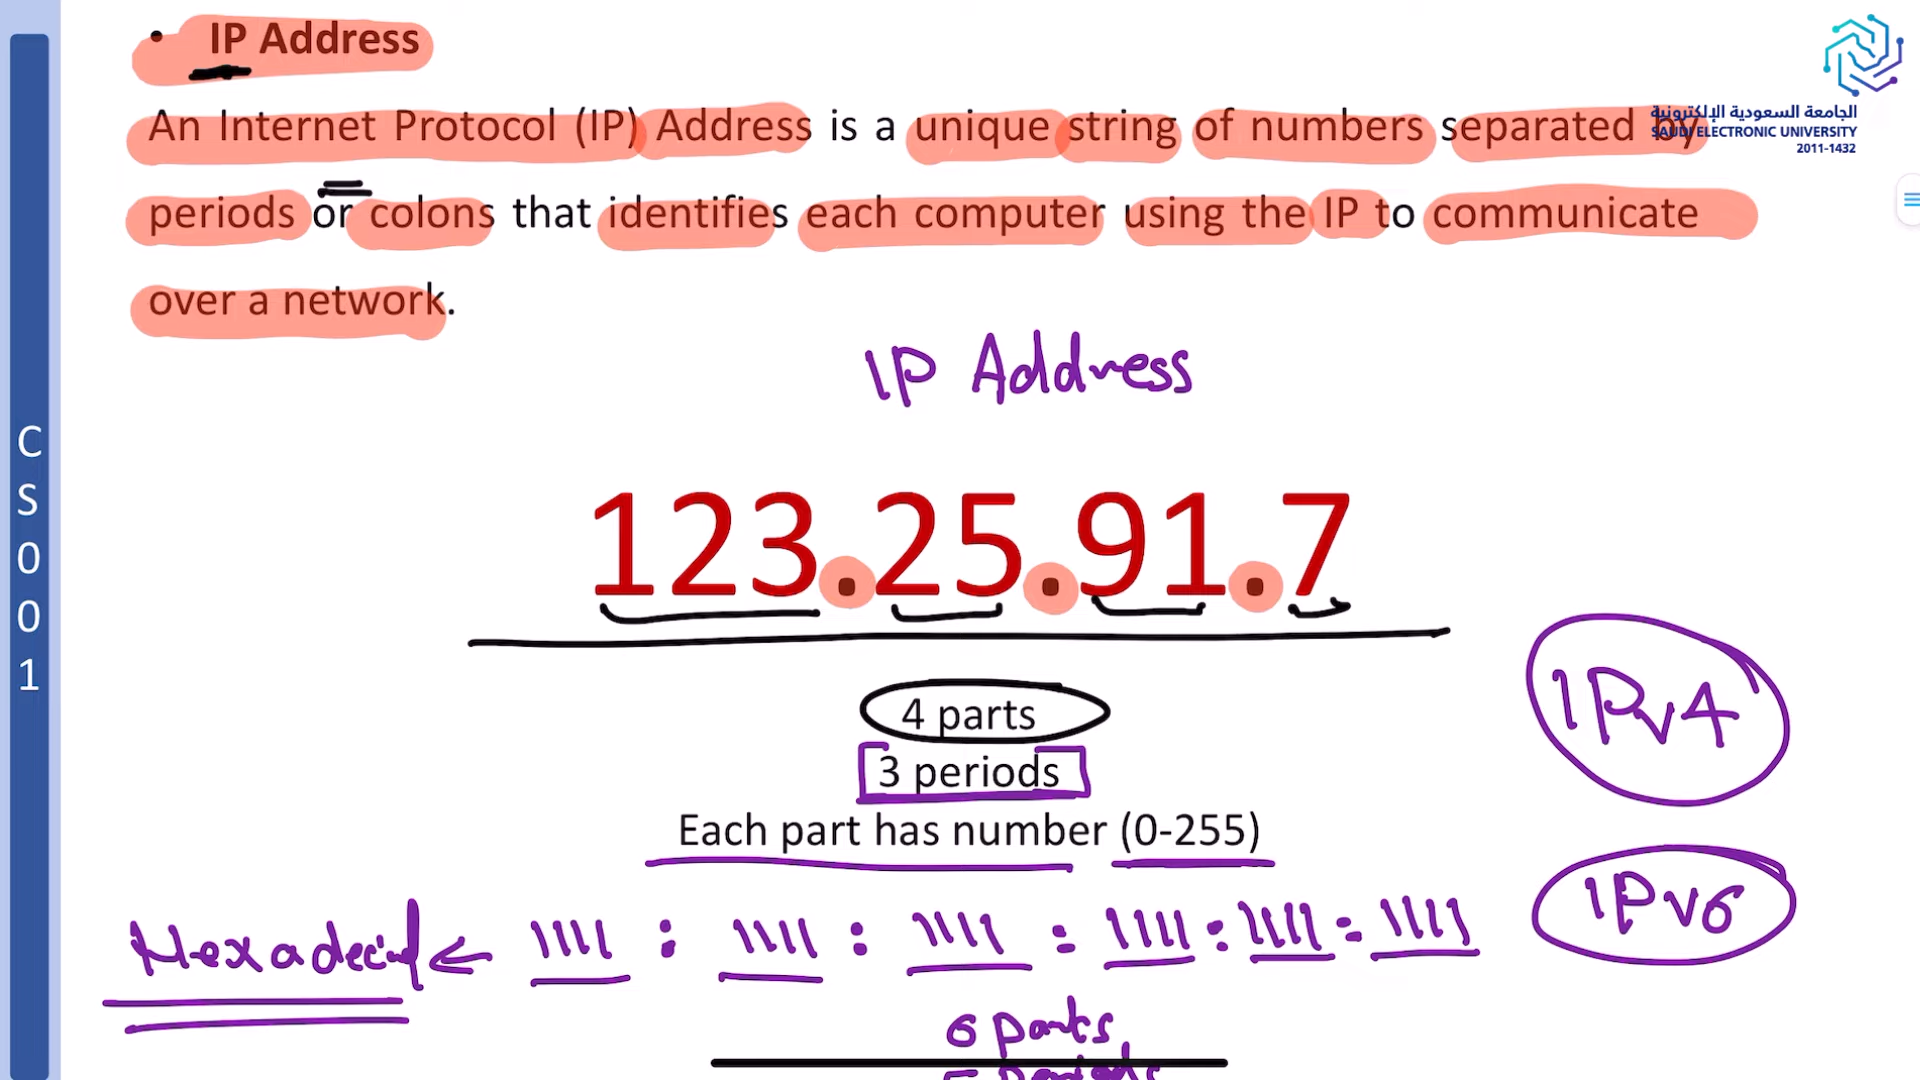 • IP Address
An Internet Protocol (IP) Address is a unique string of numbers separated by
periods or colons that identifies each computer using the IP to communicate
over a network.
الجامعة السعودية الإلكترونية
SAUDI ELECTRONIC UNIVERSITY
2011-1432
IP Address
CS001
123.25.91.7
4 parts
3 periods
Each part has number (0-255)
IPv4
IPv6
Hexadecimal ← 1111 : 1111 : 1111 : 1111 : 1111 : 1111
6 parts
5 periods